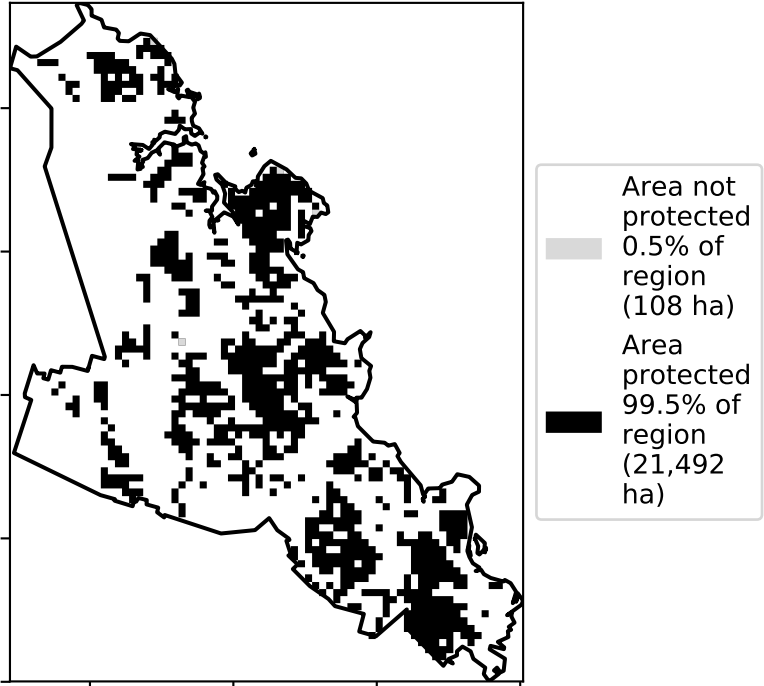 Area not
protected
0.5% of
region
(108 ha)
Area
protected
99.5% of
region
(21,492
ha)